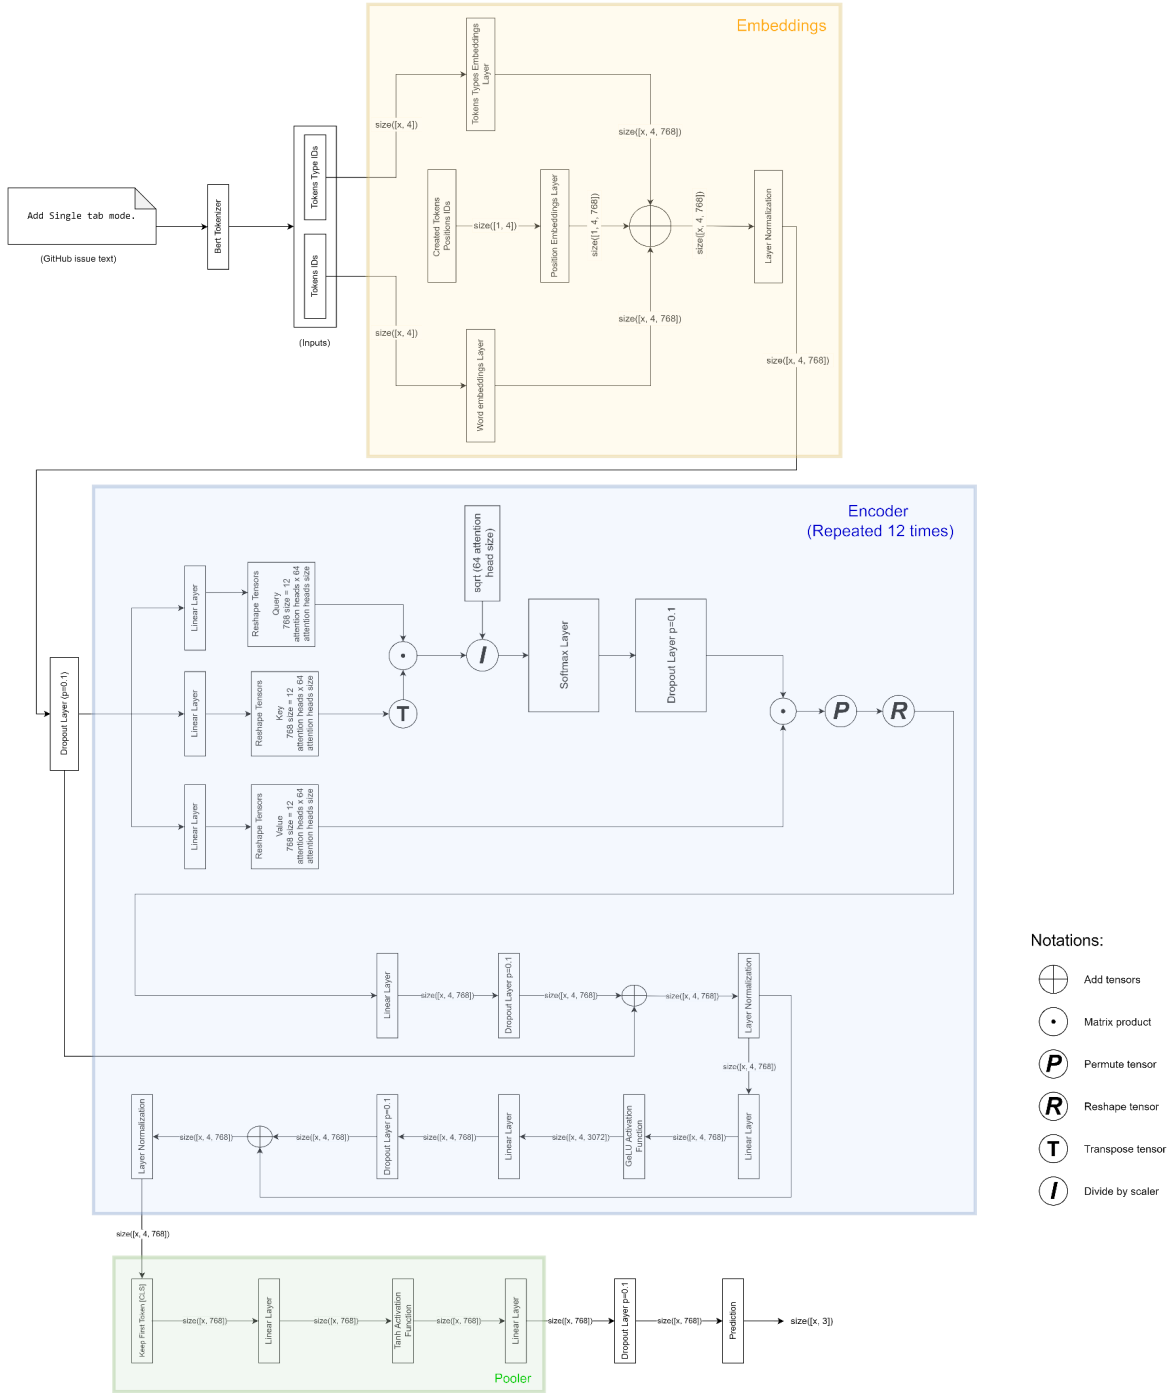 Embeddings
Tokens Types Embeddings
Layer
size([x, 4])
size([x, 4, 768])
Tokens Type IDs
Add Single tab mode.
(GitHub issue text)
Bert Tokenizer
Tokens IDs
(Inputs)
Created Tokens
Positions IDs
size([1, 4])
Position Embeddings Layer
size([1, 4, 768])
size([x, 4, 768])
Layer Normalization
size([x, 4])
size([x, 4, 768])
Word embeddings Layer
size([x, 4, 768])
Encoder
(Repeated 12 times)
sqrt (64 attention
head size)
Linear Layer
Reshape Tensors
Query
768 size = 12
attention heads x 64
attention heads size
I
Softmax Layer
Dropout Layer p=0.1
Dropout Layer (p=0.1)
Linear Layer
Reshape Tensors
Key
768 size = 12
attention heads x 64
attention heads size
T
P
R
Linear Layer
Reshape Tensors
Value
768 size = 12
attention heads x 64
attention heads size
Linear Layer
size([x, 4, 768])
Dropout Layer p=0.1
size([x, 4, 768])
size([x, 4, 768])
Layer Normalization
size([x, 4, 768])
Layer Normalization
size([x, 4, 768])
size([x, 4, 768])
Dropout Layer p=0.1
size([x, 4, 768])
Linear Layer
size([x, 4, 3072])
GeLU Activation
Function
size([x, 4, 768])
Linear Layer
size([x, 4, 768])
Keep First Token [CLS]
size([x, 768])
Linear Layer
size([x, 768])
Tanh Activation
Function
size([x, 768])
Linear Layer
size([x, 768])
Dropout Layer p=0.1
size([x, 768])
Prediction
size([x, 3])
Pooler
Notations:
Add tensors
Matrix product
P
Permute tensor
R
Reshape tensor
T
Transpose tensor
I
Divide by scaler